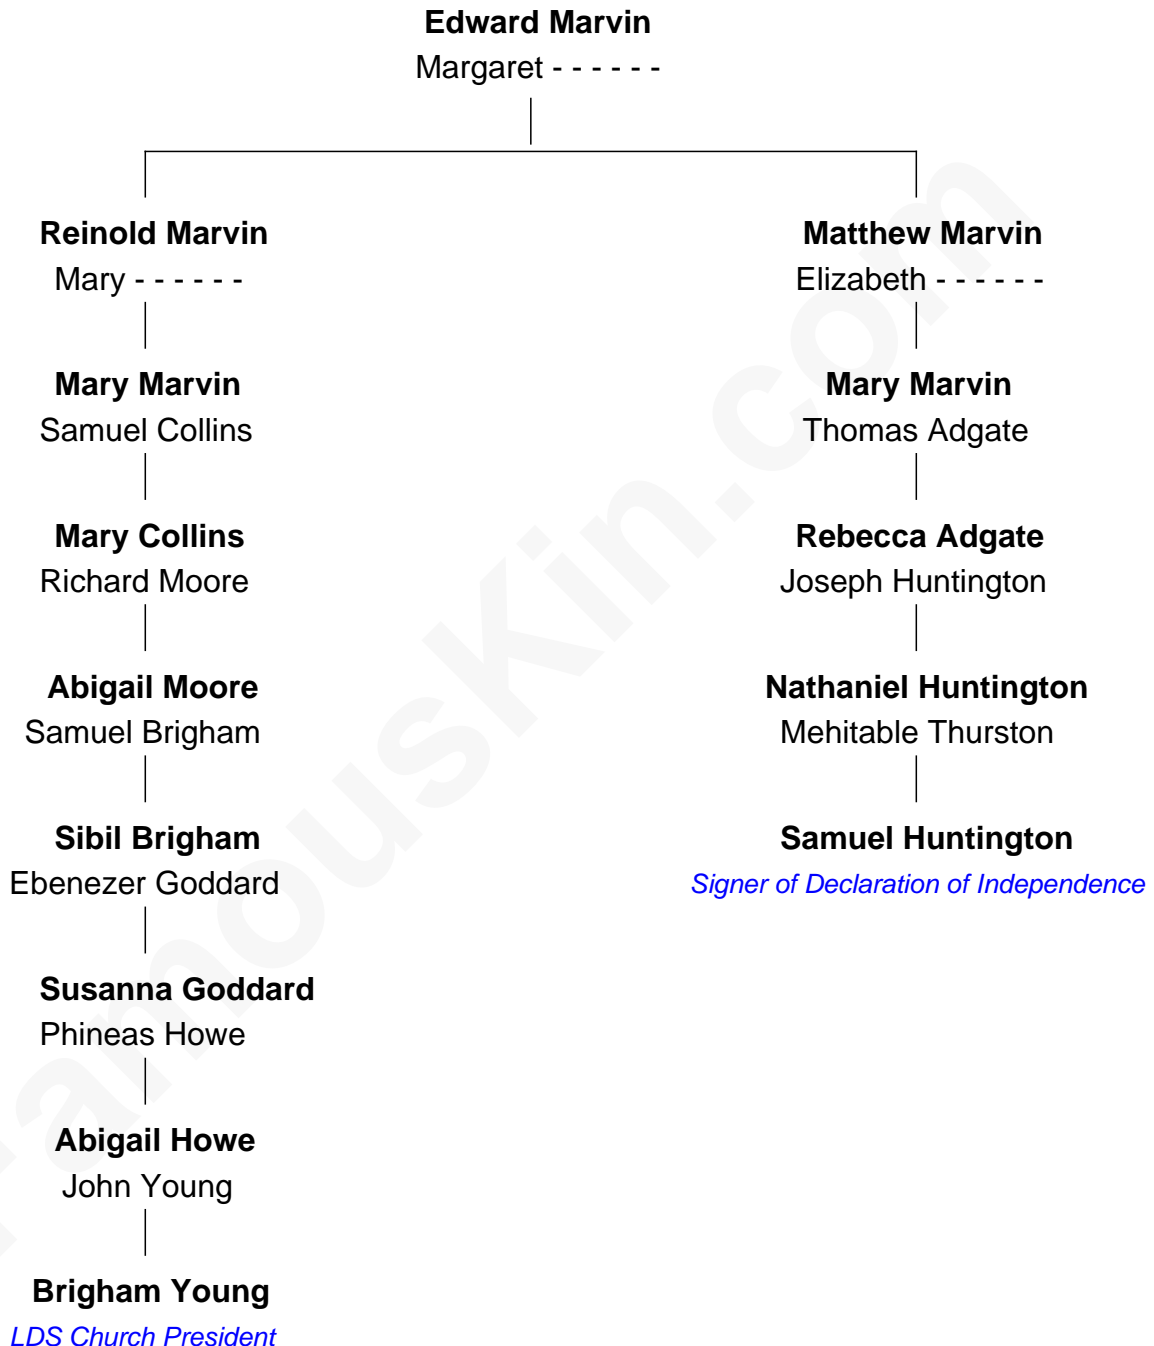 Edward Marvin
Margaret - - - - - -
Reinold Marvin
Mary - - - - - -
Matthew Marvin
Elizabeth - - - - - -
Mary Marvin
Samuel Collins
Mary Marvin
Thomas Adgate
Mary Collins
Richard Moore
Rebecca Adgate
Joseph Huntington
Abigail Moore
Samuel Brigham
Nathaniel Huntington
Mehitable Thurston
Sibil Brigham
Ebenezer Goddard
Samuel Huntington
Signer of Declaration of Independence
Susanna Goddard
Phineas Howe
Abigail Howe
John Young
Brigham Young
LDS Church President
FamousKin.com